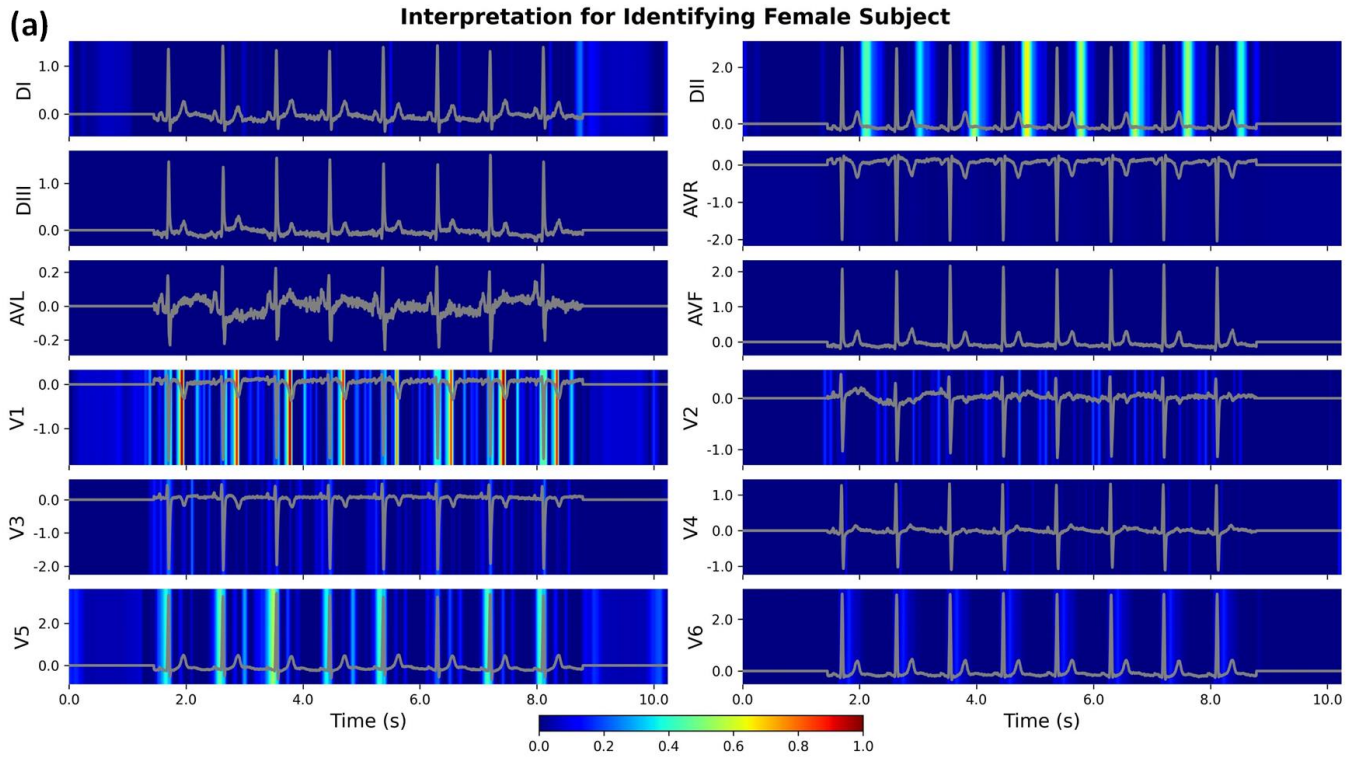 (a)
Interpretation for Identifying Female Subject
DI
1.0
0.0
DII
2.0
0.0
DIII
1.0
0.0
AVR
0.0
-1.0
-2.0
AVL
0.2
0.0
-0.2
AVF
2.0
1.0
0.0
V1
0.0
-1.0
V2
0.0
-1.0
V3
0.0
-1.0
-2.0
V4
1.0
0.0
-1.0
V5
2.0
0.0
V6
2.0
0.0
0.0 2.0 4.0 6.0 8.0 10.0
Time (s)
0.0 2.0 4.0 6.0 8.0 10.0
Time (s)
0.0 0.2 0.4 0.6 0.8 1.0